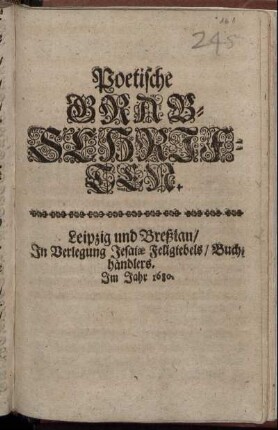 245
Poetische
GRAB-
SCHRIF-
TEN.
Leipzig und Breßlau/
In Verlegung Jesaiæ Fellgiebels/ Buch-
händlers.
Im Jahr 1680.